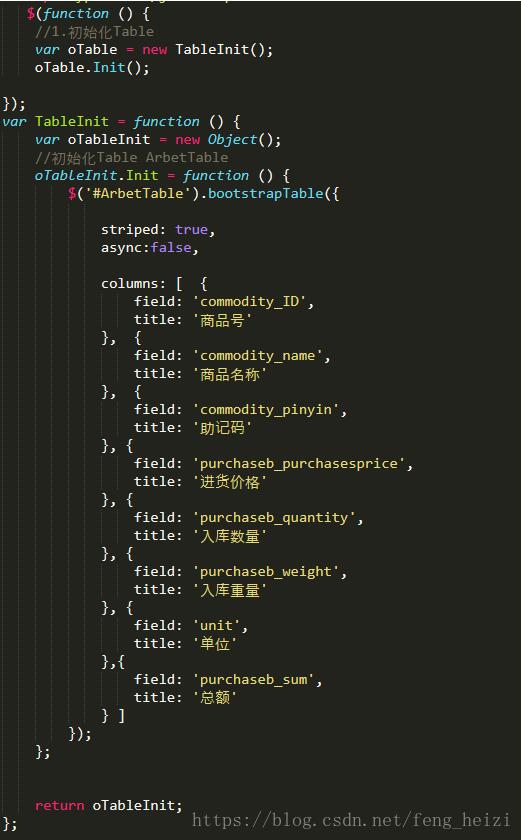 $(function () {
//1.初始化Table
var oTable = new TableInit();
oTable.Init();
});
var TableInit = function () {
var oTableInit = new Object();
//初始化Table ArbetTable
oTableInit.Init = function () {
$('#ArbetTable').bootstrapTable({
striped: true,
async:false,
columns: [  {
field: 'commodity_ID',
title: '商品号'
},  {
field: 'commodity_name',
title: '商品名称'
},  {
field: 'commodity_pinyin',
title: '助记码'
}, {
field: 'purchaseb_purchasesprice',
title: '进货价格'
}, {
field: 'purchaseb_quantity',
title: '入库数量'
}, {
field: 'purchaseb_weight',
title: '入库重量'
}, {
field: 'unit',
title: '单位'
},{
field: 'purchaseb_sum',
title: '总额'
} ]
});
};
return oTableInit;
};
https://blog.csdn.net/feng_heizi